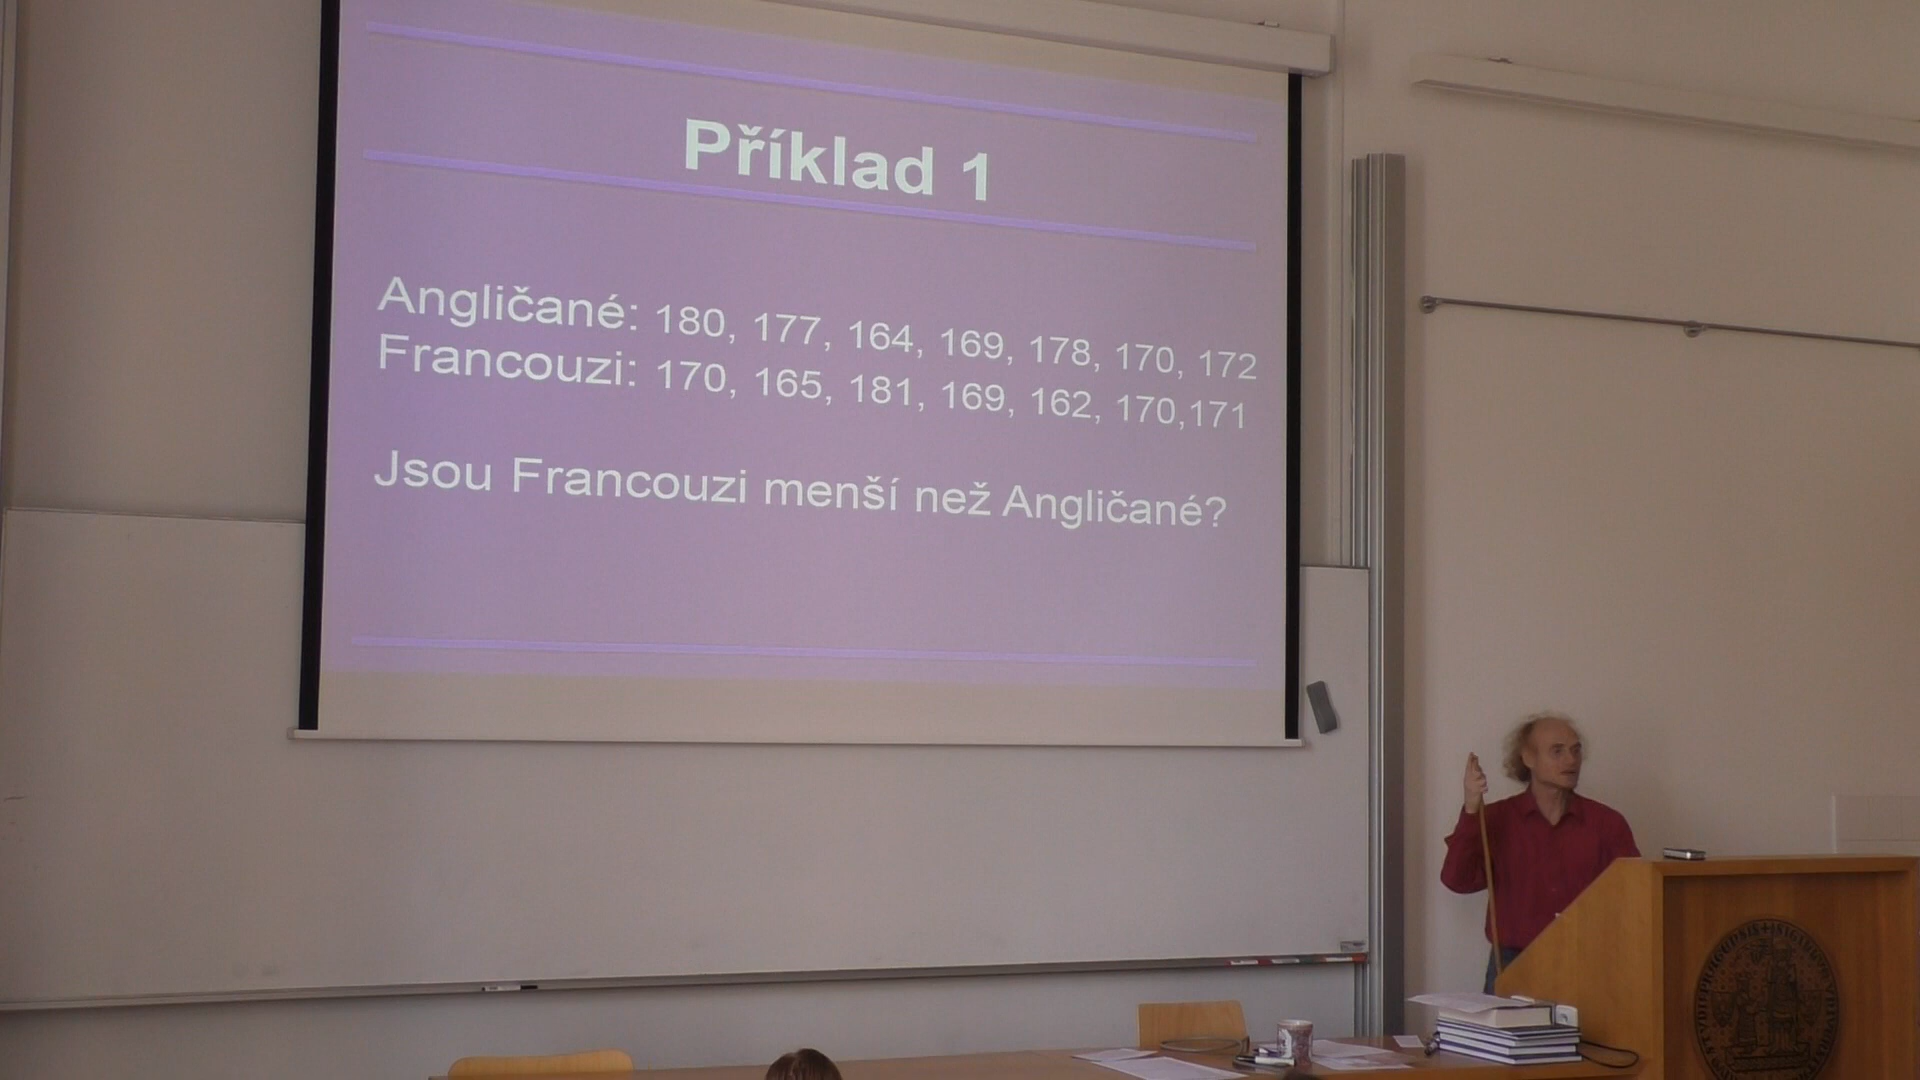 Příklad 1
Angličané: 180, 177, 164, 169, 178, 170, 172
Francouzi: 170, 165, 181, 169, 162, 170,171
Jsou Francouzi menší než Angličané?